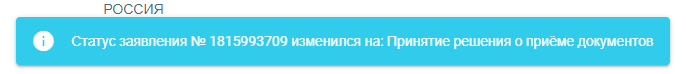 РОССИЯ
Статус заявления № 1815993709 изменился на: Принятие решения о приёме документов